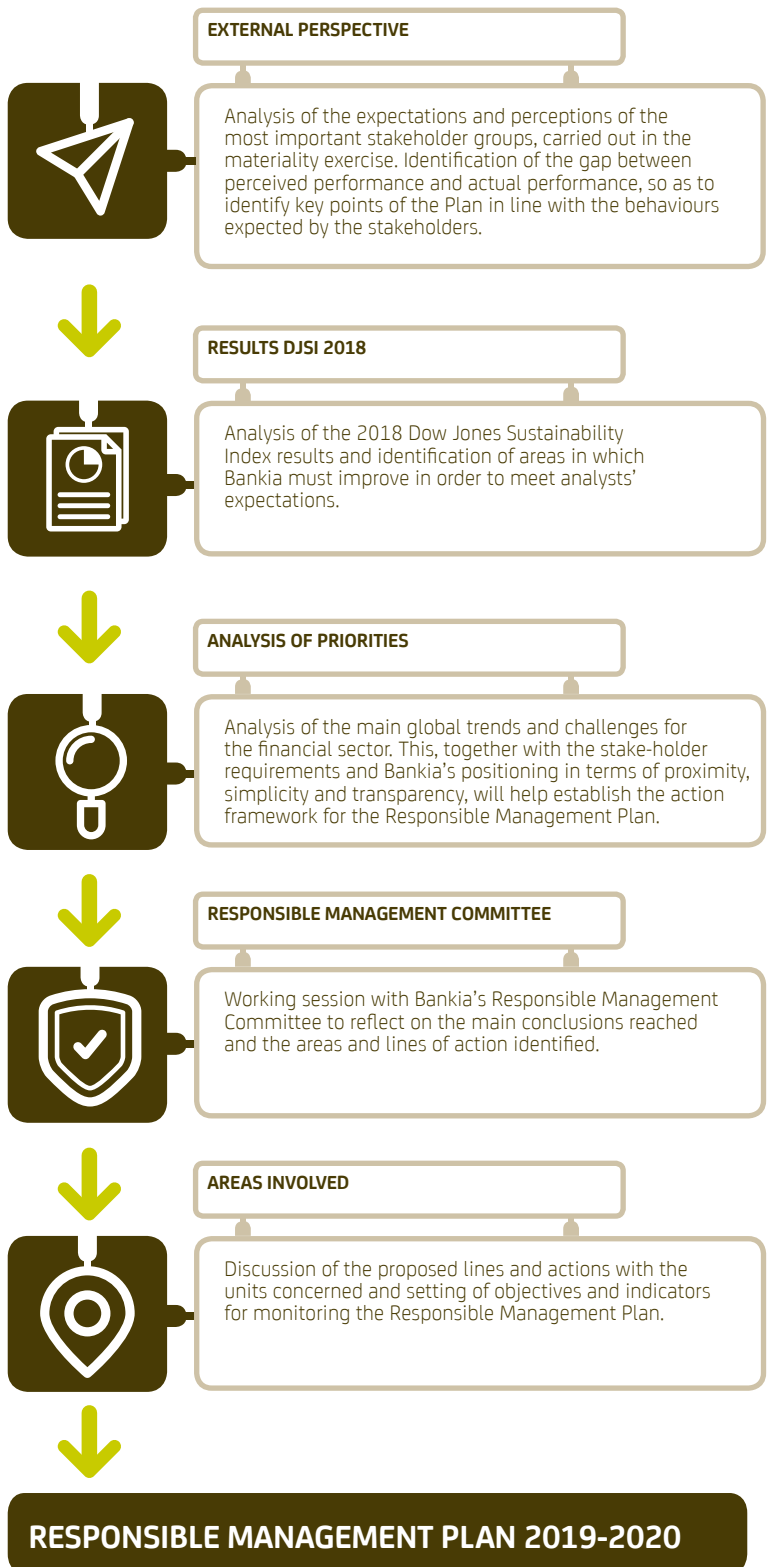 EXTERNAL PERSPECTIVE
Analysis of the expectations and perceptions of the
most important stakeholder groups, carried out in the
materiality exercise. Identification of the gap between
perceived performance and actual performance, so as to
identify key points of the Plan in line with the behaviours
expected by the stakeholders.
RESULTS DJSI 2018
Analysis of the 2018 Dow Jones Sustainability
Index results and identification of areas in which
Bankia must improve in order to meet analysts’
expectations.
ANALYSIS OF PRIORITIES
Analysis of the main global trends and challenges for
the financial sector. This, together with the stake-holder
requirements and Bankia’s positioning in terms of proximity,
simplicity and transparency, will help establish the action
framework for the Responsible Management Plan.
RESPONSIBLE MANAGEMENT COMMITTEE
Working session with Bankia’s Responsible Management
Committee to reflect on the main conclusions reached
and the areas and lines of action identified.
AREAS INVOLVED
Discussion of the proposed lines and actions with the
units concerned and setting of objectives and indicators
for monitoring the Responsible Management Plan.
RESPONSIBLE MANAGEMENT PLAN 2019-2020